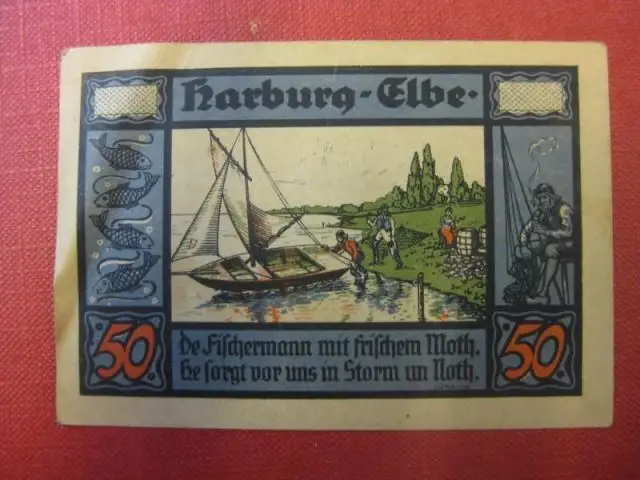 Harburg-Elbe.
50
50
De Fischermann mit frischem Moth.
He sorgt vor uns in Storm un Noth.